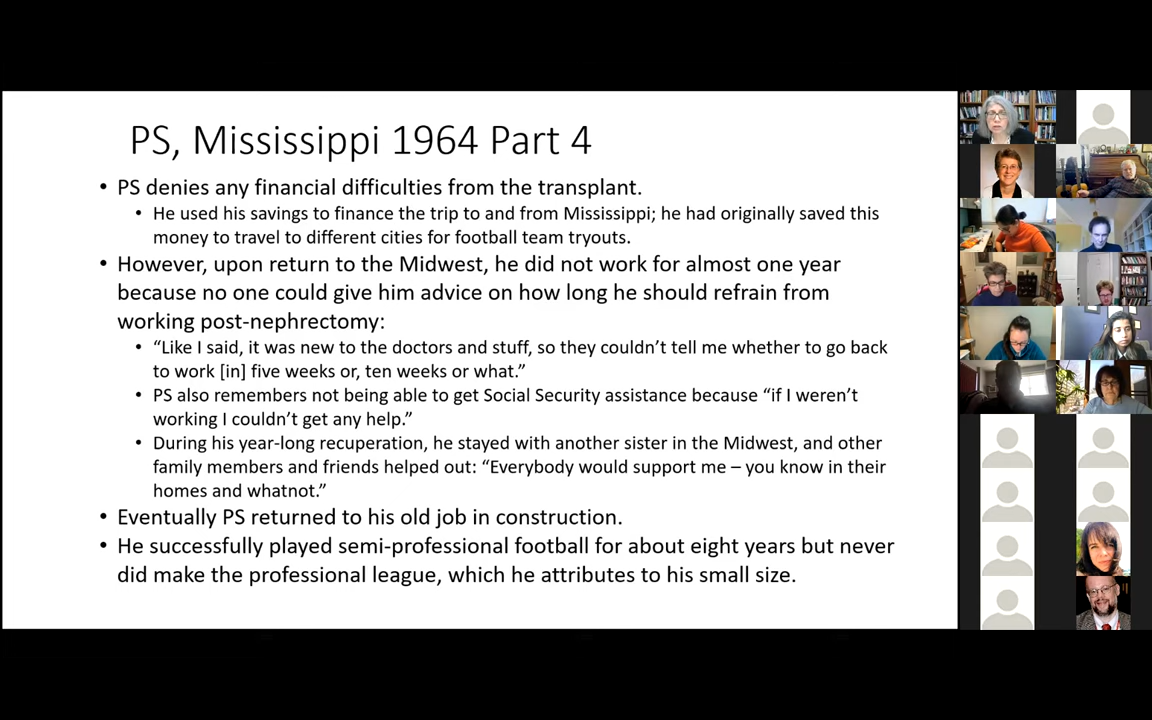 PS, Mississippi 1964 Part 4
• PS denies any financial difficulties from the transplant.
• He used his savings to finance the trip to and from Mississippi; he had originally saved this
money to travel to different cities for football team tryouts.
• However, upon return to the Midwest, he did not work for almost one year
because no one could give him advice on how long he should refrain from
working post-nephrectomy:
• “Like I said, it was new to the doctors and stuff, so they couldn’t tell me whether to go back
to work [in] five weeks or, ten weeks or what.”
• PS also remembers not being able to get Social Security assistance because “if I weren’t
working I couldn’t get any help.”
• During his year-long recuperation, he stayed with another sister in the Midwest, and other
family members and friends helped out: “Everybody would support me – you know in their
homes and whatnot.”
• Eventually PS returned to his old job in construction.
• He successfully played semi-professional football for about eight years but never
did make the professional league, which he attributes to his small size.